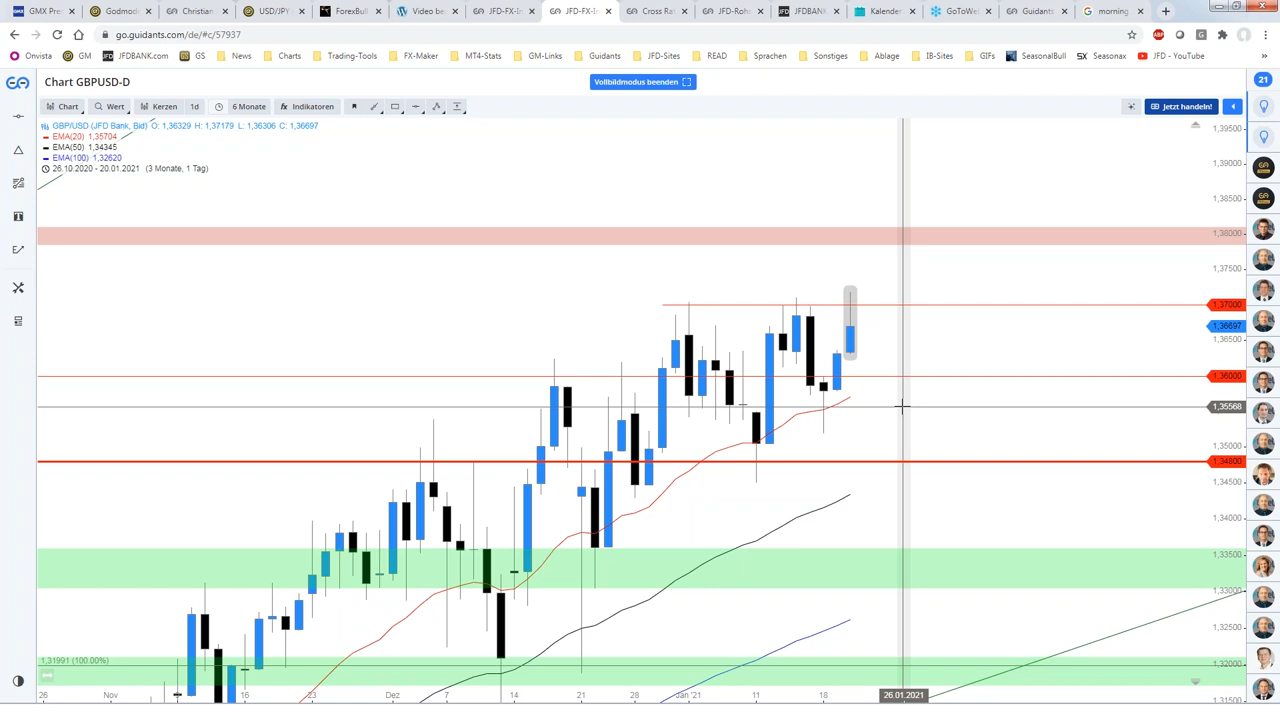 GMX Pre
Godmod
Christian
USD/JPY
ForexBull
Video be
JFD-FX-In
JFD-FX-In
Cross Ra
JFD-Roh
JFDBANK
Kalender
GoToWe
Guidants
morning
go.guidants.com/de/#c/57937
Onvista
GM
JFDBANK.com
GS
News
Charts
Trading-Tools
FX-Maker
MT4-Stats
GM-Links
Guidants
JFD-Sites
READ
Sprachen
Sonstiges
Ablage
IB-Sites
GIFs
SeasonalBull
SX Seasonax
JFD - YouTube
»
Chart GBPUSD-D
Vollbildmodus beenden
21
Chart
Wert
Kerzen
1d
6 Monate
fx Indikatoren
Jetzt handeln!
GBP/USD (JFD Bank, Bid) O: 1,36329 H: 1,37179 L: 1,36306 C: 1,36697
EMA(20) 1,35704
EMA(50) 1,34345
EMA(100) 1,32620
26.10.2020 - 20.01.2021 (3 Monate, 1 Tag)
1,39500
1,39000
1,38500
1,38000
1,37500
1,37000
1,36697
1,36500
1,36000
1,35568
1,35000
1,34800
1,34500
1,34000
1,33500
1,33000
1,32500
1,32000
1,31500
1,31991 (100.00%)
26
Nov
16
23
Dez
7
14
21
28
Jan '21
11
18
26.01.2021